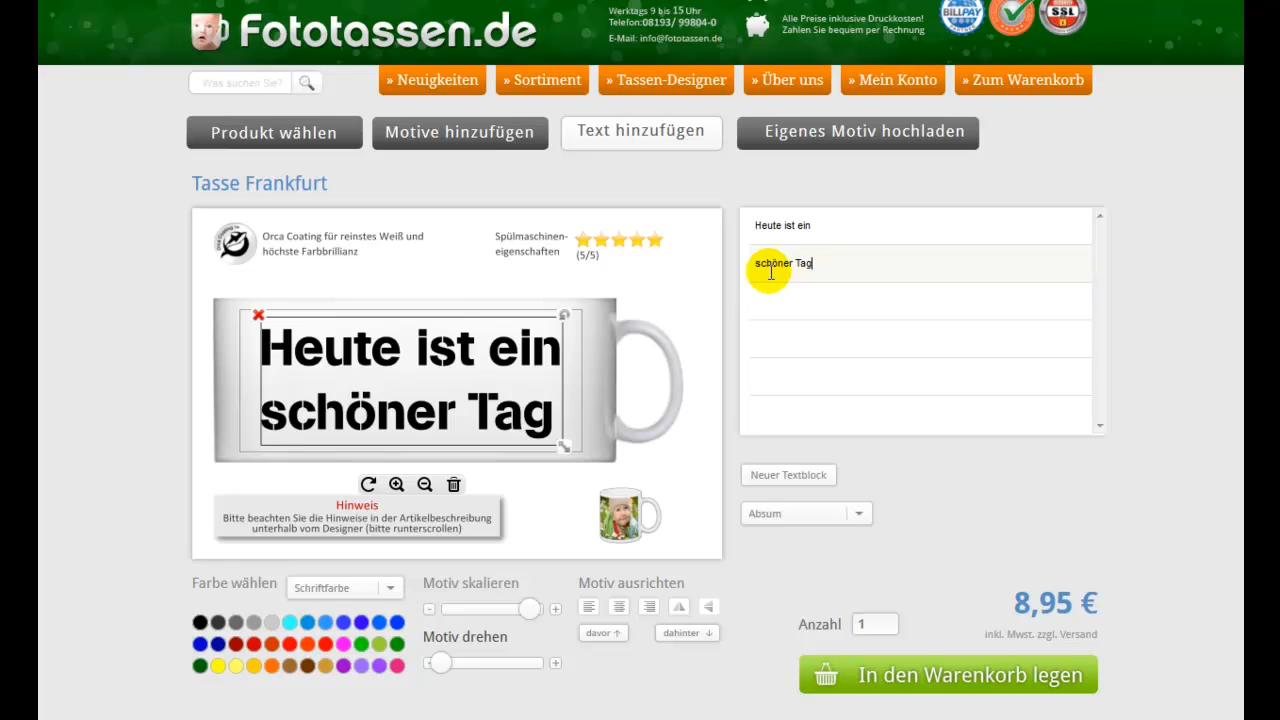 Fototassen.de
Werktags 9 bis 15 Uhr
Telefon:08193/ 99804-0
E-Mail: info@fototassen.de
Alle Preise inklusive Druckkosten!
Zahlen Sie bequem per Rechnung
BILLPAY
SSL
Was suchen Sie?
» Neuigkeiten
» Sortiment
» Tassen-Designer
» Über uns
» Mein Konto
» Zum Warenkorb
Produkt wählen
Motive hinzufügen
Text hinzufügen
Eigenes Motiv hochladen
Tasse Frankfurt
Orca Coating für reinstes Weiß und
höchste Farbbrillianz
Spülmaschinen-
eigenschaften
(5/5)
Heute ist ein
schöner Tag
Heute ist ein
schöner Tag
Hinweis
Bitte beachten Sie die Hinweise in der Artikelbeschreibung
unterhalb vom Designer (bitte runterscrollen)
Neuer Textblock
Absum
Farbe wählen
Schriftfarbe
Motiv skalieren
- +
Motiv drehen
- +
Motiv ausrichten
davor ↑
dahinter ↓
8,95 €
Anzahl 1
inkl. Mwst. zzgl. Versand
In den Warenkorb legen